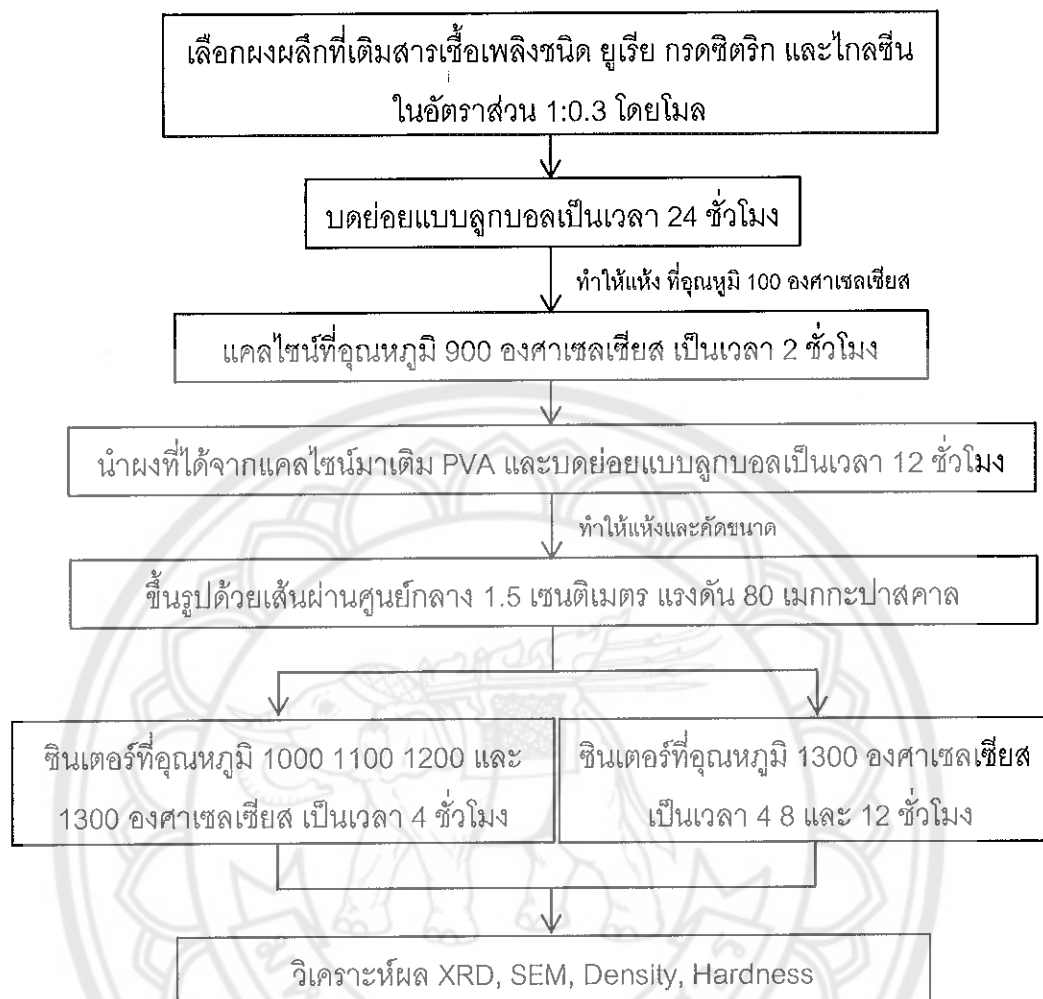 เลือกผงผลึกที่เติมสารเชื้อเพลิงชนิด ยูเรีย กรดซิตริก และไกลซีน
ในอัตราส่วน 1:0.3 โดยโมล
บดย่อยแบบลูกบอลเป็นเวลา 24 ชั่วโมง
ทำให้แห้ง ที่อุณหูมิ 100 องศาเซลเซียส
แคลไซน์ที่อุณหภูมิ 900 องศาเซลเซียส เป็นเวลา 2 ชั่วโมง
นำผงที่ได้จากแคลไซน์มาเติม PVA และบดย่อยแบบลูกบอลเป็นเวลา 12 ชั่วโมง
ทำให้แห้งและคัดขนาด
ขึ้นรูปด้วยเส้นผ่านศูนย์กลาง 1.5 เซนติเมตร แรงดัน 80 เมกกะปาสคาล
ซินเตอร์ที่อุณหภูมิ 1000 1100 1200 และ
1300 องศาเซลเซียส เป็นเวลา 4 ชั่วโมง
ซินเตอร์ที่อุณหภูมิ 1300 องศาเซลเซียส
เป็นเวลา 4 8 และ 12 ชั่วโมง
วิเคราะห์ผล XRD, SEM, Density, Hardness